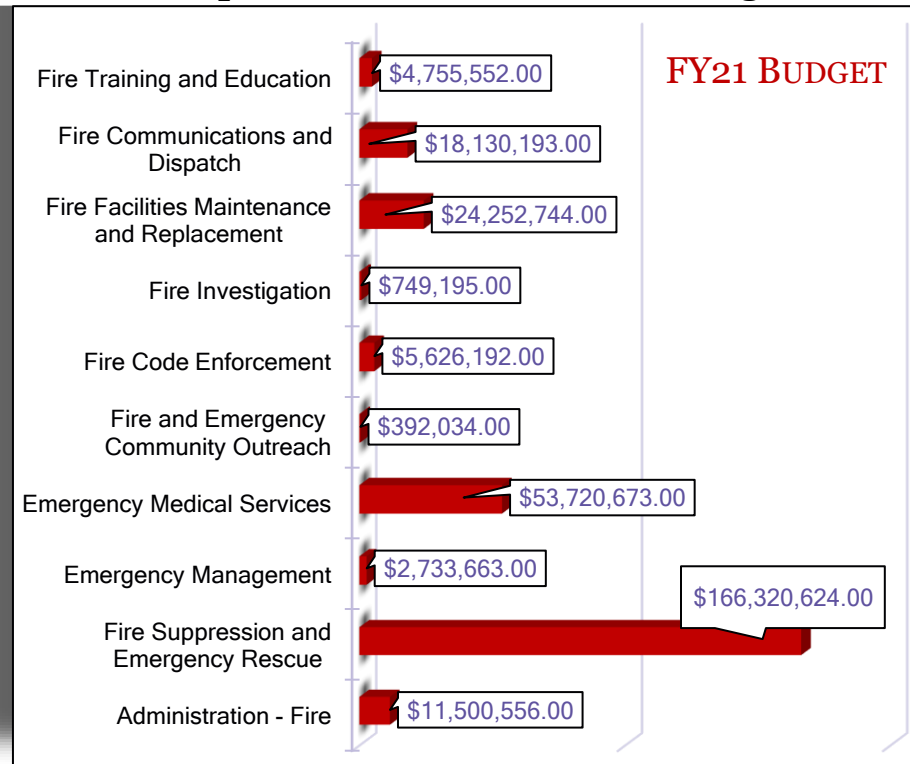 FY21 BUDGET
Fire Training and Education
$4,755,552.00
Fire Communications and
Dispatch
$18,130,193.00
Fire Facilities Maintenance
and Replacement
$24,252,744.00
Fire Investigation
$749,195.00
Fire Code Enforcement
$5,626,192.00
Fire and Emergency
Community Outreach
$392,034.00
Emergency Medical Services
$53,720,673.00
Emergency Management
$2,733,663.00
Fire Suppression and
Emergency Rescue
$166,320,624.00
Administration - Fire
$11,500,556.00